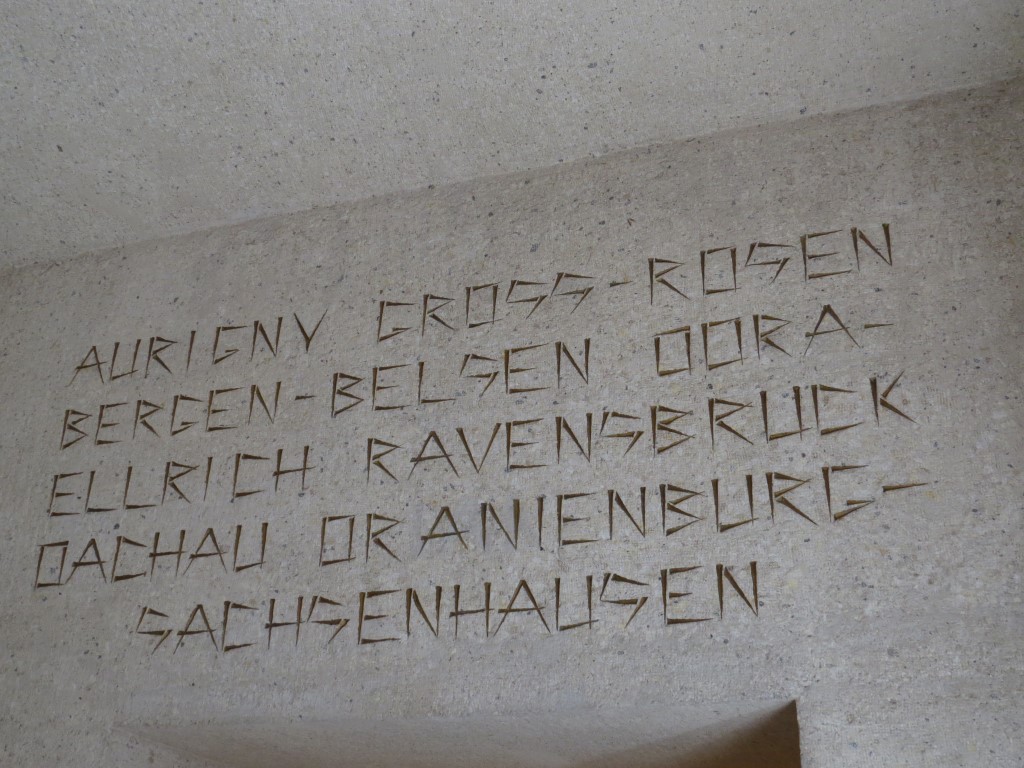 AURIGNY GROSS-ROSEN
BERGEN-BELSEN DORA-
ELLRICH RAVENSBRUCK
DACHAU ORANIENBURG-
SACHSENHAUSEN